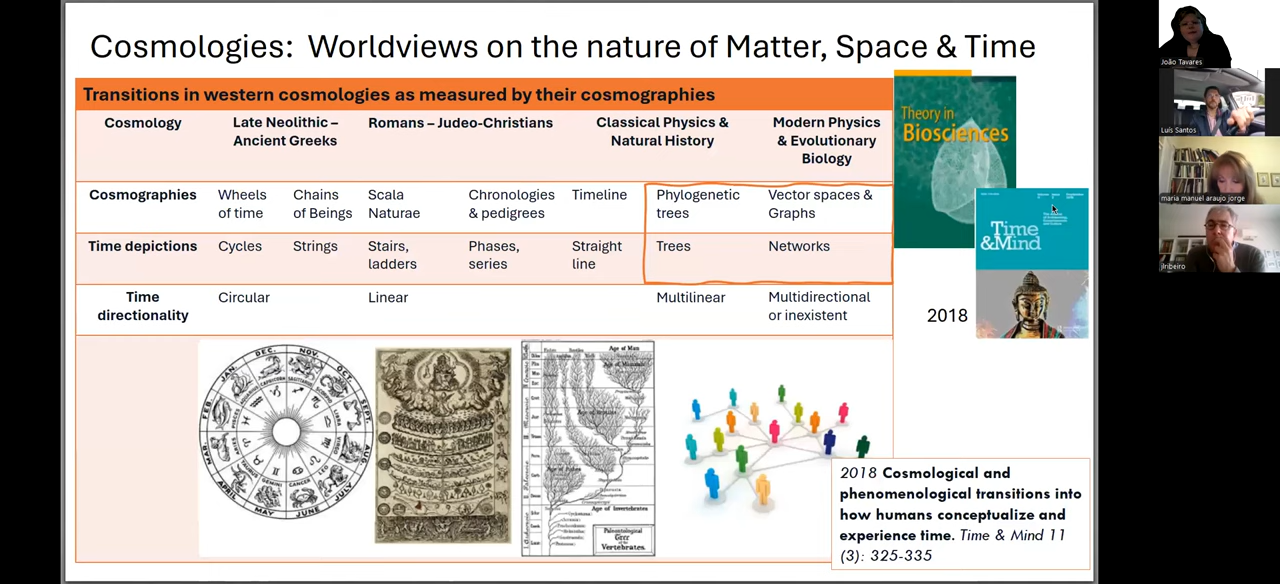 Cosmologies: Worldviews on the nature of Matter, Space & Time
Transitions in western cosmologies as measured by their cosmographies
Cosmology
Late Neolithic –
Ancient Greeks
Romans – Judeo-Christians
Classical Physics &
Natural History
Modern Physics
& Evolutionary
Biology
Cosmographies
Wheels
of time
Chains
of Beings
Scala
Naturae
Chronologies
& pedigrees
Timeline
Phylogenetic
trees
Vector spaces &
Graphs
Time depictions
Cycles
Strings
Stairs,
ladders
Phases,
series
Straight
line
Trees
Networks
Time
directionality
Circular
Linear
Multilinear
Multidirectional
or inexistent
Theory in
Biosciences
Time
&Mind
2018
DEC.
NOV.
OCT.
SEPT.
AUG.
JULY
JUNE
MAY
APRIL
MAR.
FEB.
JAN.
CAPRICORN
SAGITTARIUS
CANCER
GEMINI
Age of Man
Age of Invertebrates
Paleontological
Tree
of the
Vertebrates.
2018 Cosmological and
phenomenological transitions into
how humans conceptualize and
experience time. Time & Mind 11
(3): 325-335
João Tavares
Luís Santos
maria manuel araujo jorge
jlribeiro